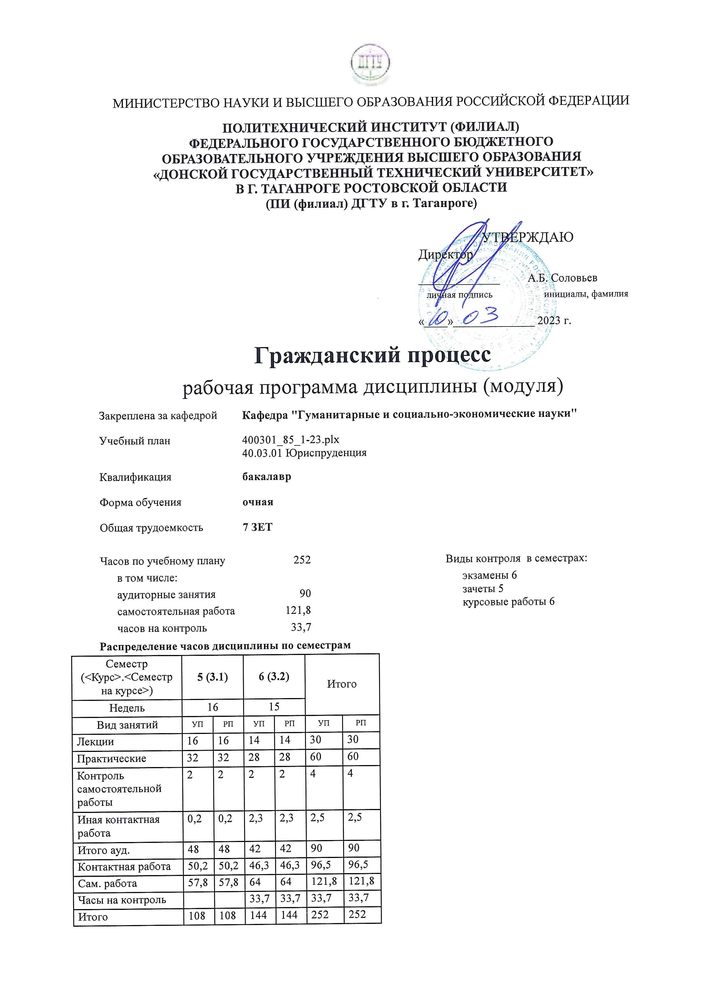 ДГТУ
МИНИСТЕРСТВО НАУКИ И ВЫСШЕГО ОБРАЗОВАНИЯ РОССИЙСКОЙ ФЕДЕРАЦИИ
ПОЛИТЕХНИЧЕСКИЙ ИНСТИТУТ (ФИЛИАЛ)
ФЕДЕРАЛЬНОГО ГОСУДАРСТВЕННОГО БЮДЖЕТНОГО
ОБРАЗОВАТЕЛЬНОГО УЧРЕЖДЕНИЯ ВЫСШЕГО ОБРАЗОВАНИЯ
«ДОНСКОЙ ГОСУДАРСТВЕННЫЙ ТЕХНИЧЕСКИЙ УНИВЕРСИТЕТ»
В Г. ТАГАНРОГЕ РОСТОВСКОЙ ОБЛАСТИ
(ПИ (филиал) ДГТУ в г. Таганроге)
УТВЕРЖДАЮ
Директор
А.Б. Соловьев
личная подпись инициалы, фамилия
«10» 03 2023 г.
Гражданский процесс
рабочая программа дисциплины (модуля)
Закреплена за кафедрой Кафедра "Гуманитарные и социально-экономические науки"
Учебный план 400301_85_1-23.plx
40.03.01 Юриспруденция
Квалификация бакалавр
Форма обучения очная
Общая трудоемкость 7 ЗЕТ
Часов по учебному плану 252 Виды контроля в семестрах:
в том числе: экзамены 6
аудиторные занятия 90 зачеты 5
самостоятельная работа 121,8 курсовые работы 6
часов на контроль 33,7
Распределение часов дисциплины по семестрам
Семестр
(<Курс>.<Семестр 5 (3.1) 6 (3.2) Итого
на курсе>)
Недель 16 15
Вид занятий УП РП УП РП УП РП
Лекции 16 16 14 14 30 30
Практические 32 32 28 28 60 60
Контроль 2 2 2 2 4 4
самостоятельной
работы
Иная контактная 0,2 0,2 2,3 2,3 2,5 2,5
работа
Итого ауд. 48 48 42 42 90 90
Контактная работа 50,2 50,2 46,3 46,3 96,5 96,5
Сам. работа 57,8 57,8 64 64 121,8 121,8
Часы на контроль 33,7 33,7 33,7 33,7
Итого 108 108 144 144 252 252